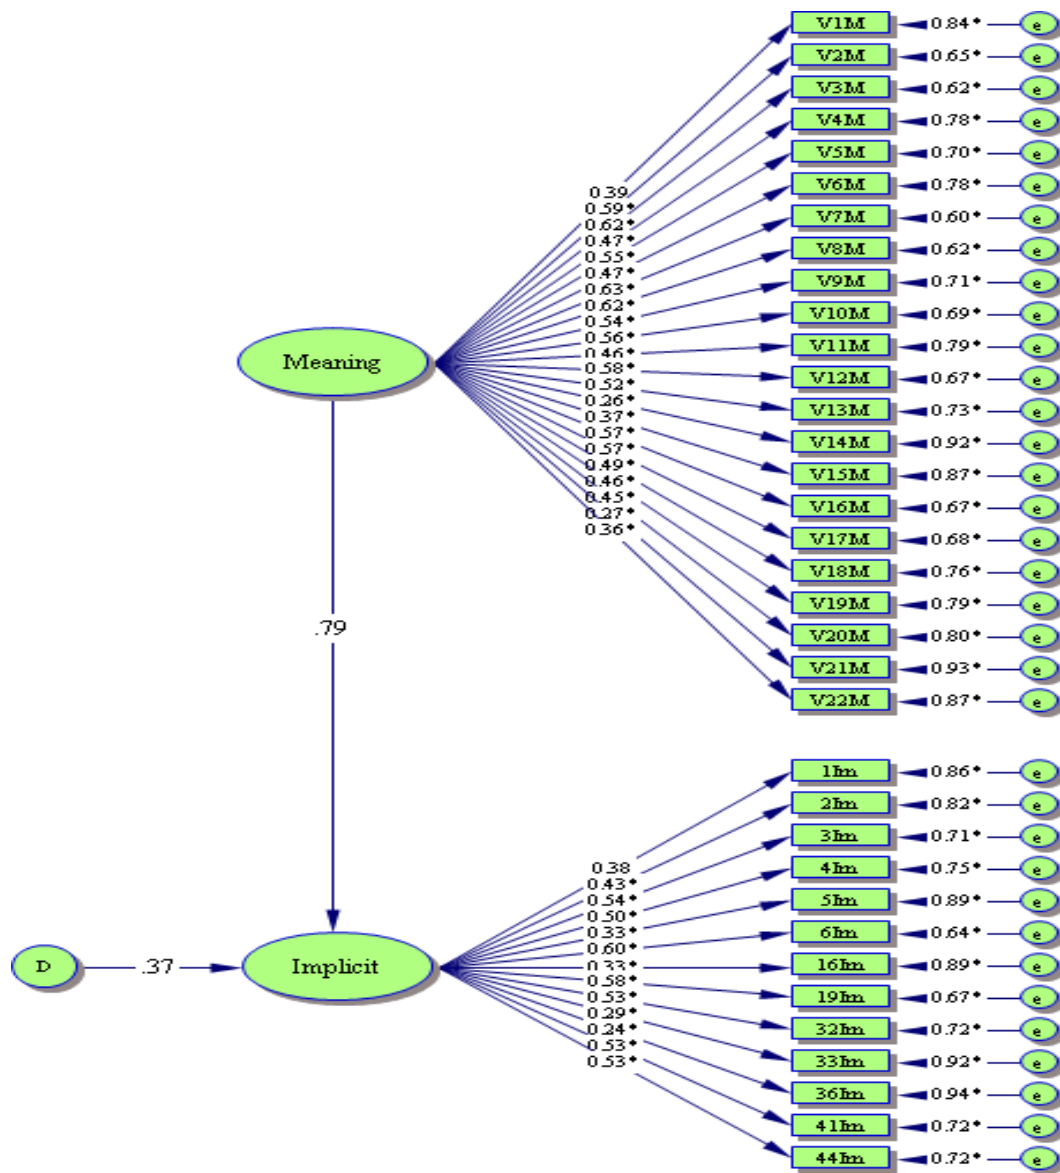 V1M 0.84* e
V2M 0.65* e
V3M 0.62* e
V4M 0.78* e
V5M 0.70* e
V6M 0.78* e
V7M 0.60* e
V8M 0.62* e
V9M 0.71* e
V10M 0.69* e
V11M 0.79* e
V12M 0.67* e
V13M 0.73* e
V14M 0.92* e
V15M 0.87* e
V16M 0.67* e
V17M 0.68* e
V18M 0.76* e
V19M 0.79* e
V20M 0.80* e
V21M 0.93* e
V22M 0.87* e
0.39
0.59*
0.62*
0.47*
0.55*
0.47*
0.63*
0.62*
0.54*
0.56*
0.46*
0.58*
0.52*
0.26*
0.37*
0.57*
0.57*
0.49*
0.46*
0.45*
0.27*
0.36*
Meaning
.79
1Im 0.86* e
2Im 0.82* e
3Im 0.71* e
4Im 0.75* e
5Im 0.89* e
6Im 0.64* e
16Im 0.89* e
19Im 0.67* e
32Im 0.72* e
33Im 0.92* e
36Im 0.94* e
41Im 0.72* e
44Im 0.72* e
0.38
0.43*
0.54*
0.50*
0.33*
0.60*
0.33*
0.58*
0.53*
0.29*
0.24*
0.53*
0.53*
D .37 Implicit